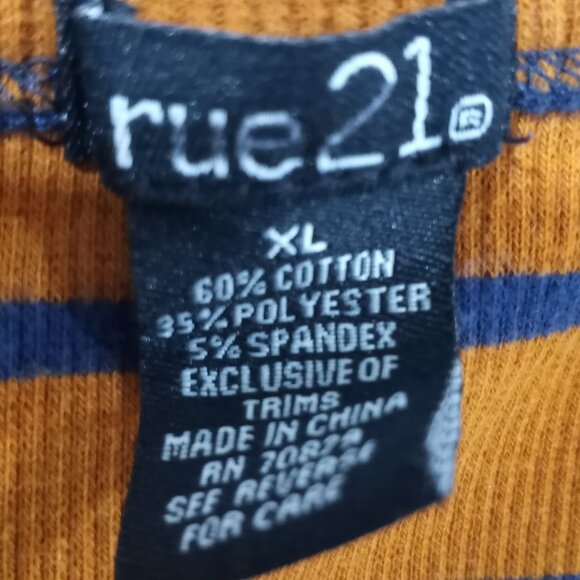 rue21®
XL
60% COTTON
35% POLYESTER
5% SPANDEX
EXCLUSIVE OF
TRIMS
MADE IN CHINA
RN 70829
SEE REVERSE
FOR CARE